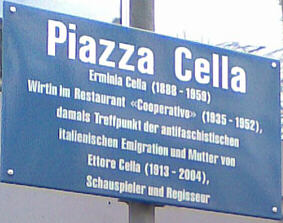 Piazza Cella
Erminia Cella (1888 - 1959)
Wirtin im Restaurant «Cooperativo» (1935 - 1952),
damals Treffpunkt der antifaschistischen
italienischen Emigration und Mutter von
Ettore Cella (1913 - 2004),
Schauspieler und Regisseur